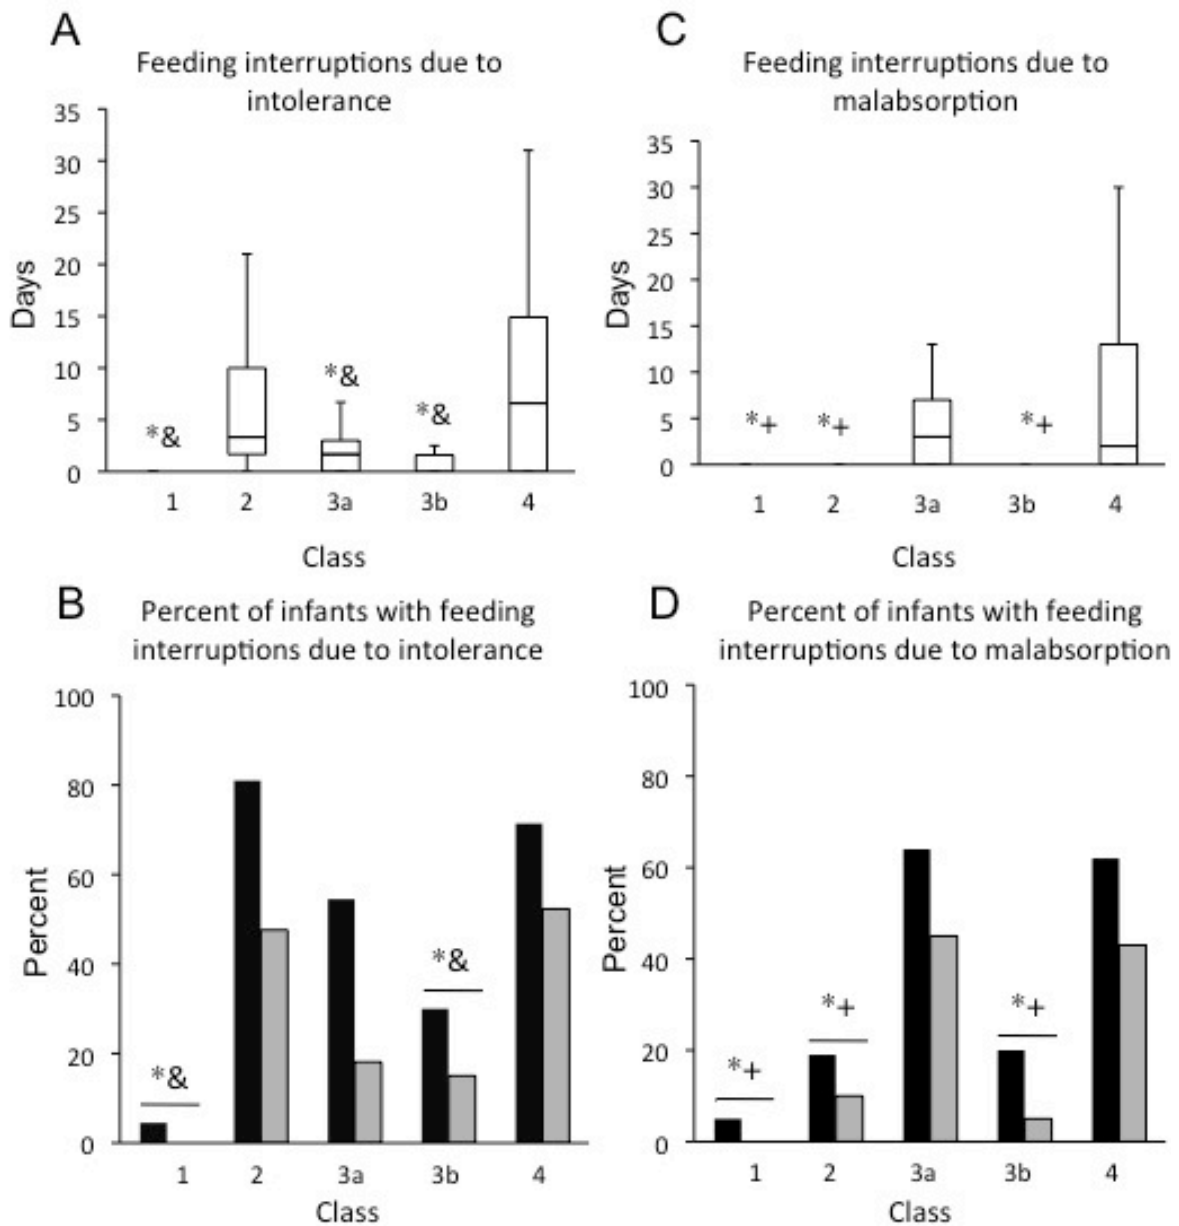 A
Feeding interruptions due to
intolerance
35
30
25
20
15
10
5
0
Days
*&
*&
*&
1 2 3a 3b 4
Class
C
Feeding interruptions due to
malabsorption
35
30
25
20
15
10
5
0
Days
*+
*+
*+
1 2 3a 3b 4
Class
B
Percent of infants with feeding
interruptions due to intolerance
100
80
60
40
20
0
Percent
*&
*&
1 2 3a 3b 4
Class
D
Percent of infants with feeding
interruptions due to malabsorption
100
80
60
40
20
0
Percent
*+
*+
*+
1 2 3a 3b 4
Class